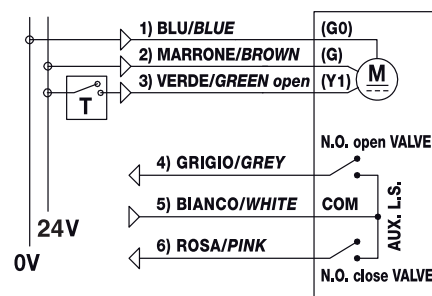 1) BLU/BLUE (G0)
2) MARRONE/BROWN (G)
3) VERDE/GREEN open (Y1)
M
T
N.O. open VALVE
4) GRIGIO/GREY
5) BIANCO/WHITE COM
AUX. L.S.
6) ROSA/PINK
N.O. close VALVE
24V
0V